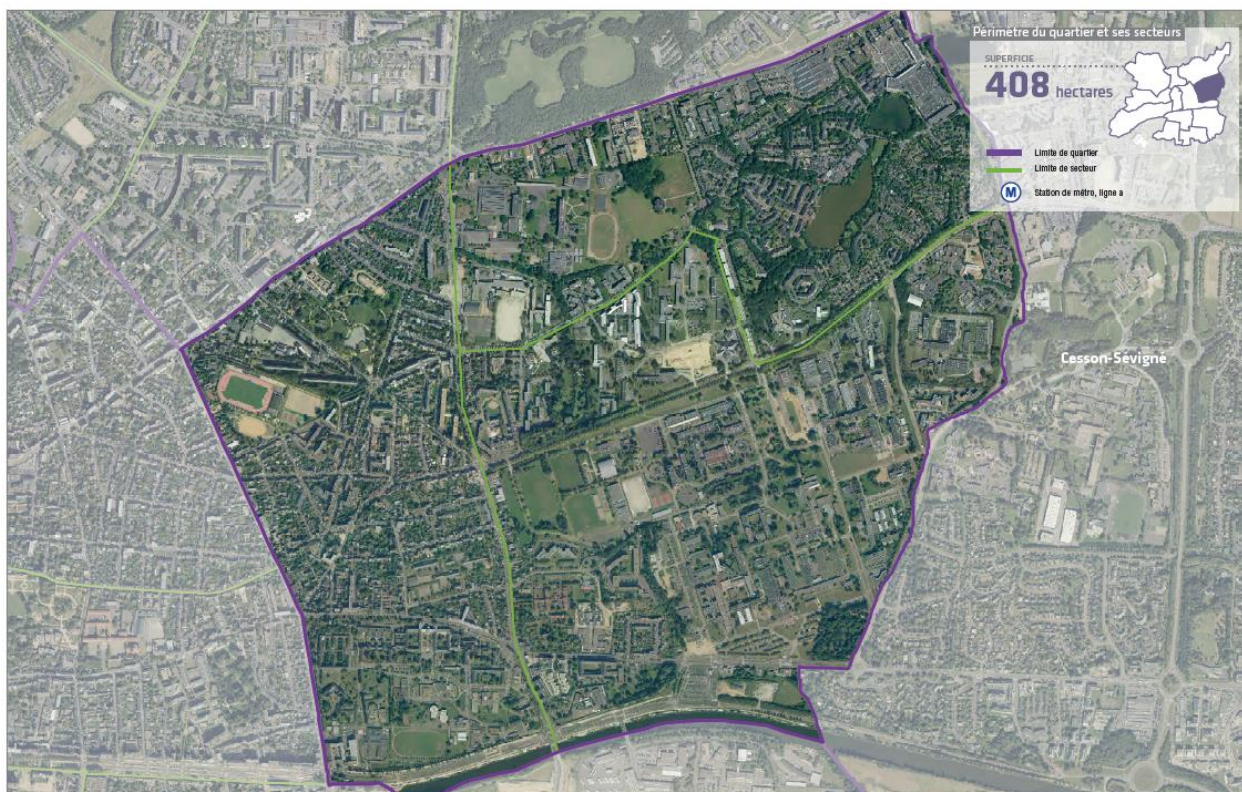 Périmètre du quartier et ses secteurs
SUPERFICIE
408 hectares
Limite de quartier
Limite de secteur
M Station de métro, ligne a
Cesson-Sévigné